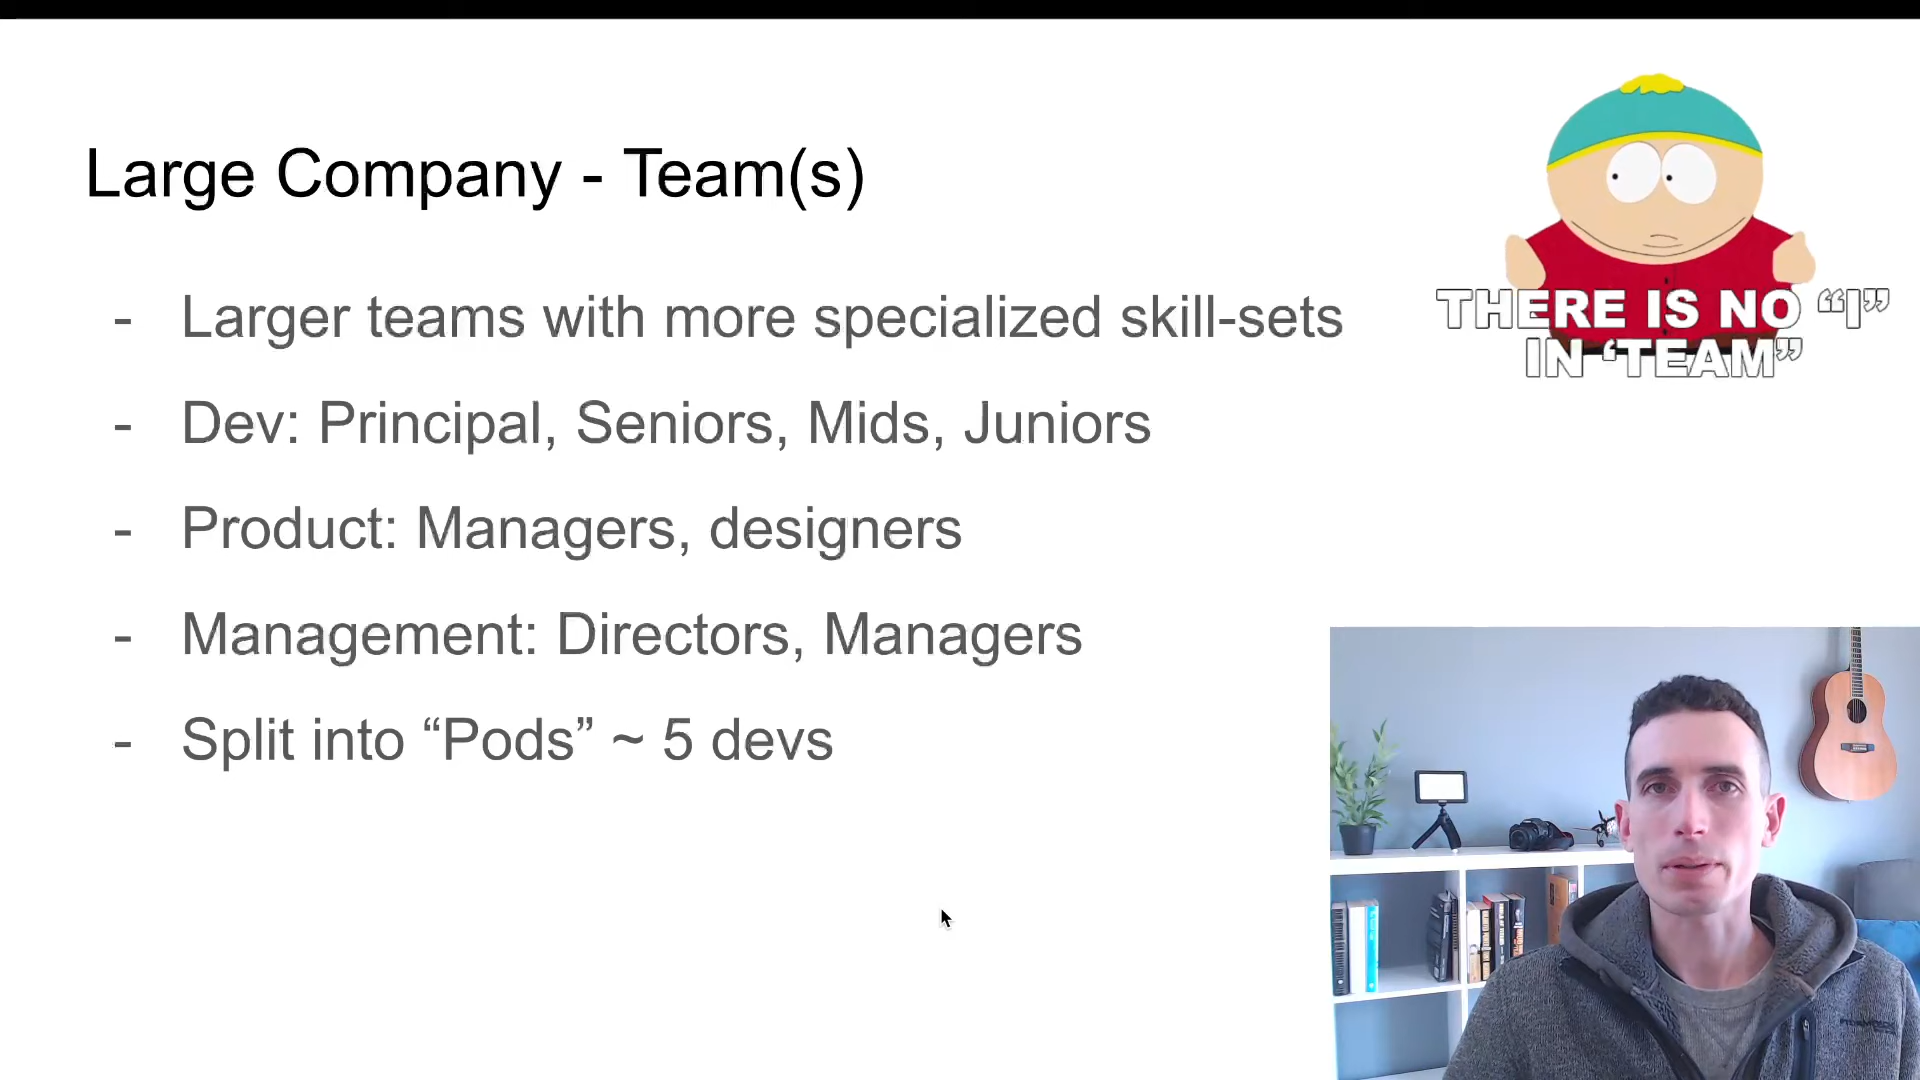 Large Company - Team(s)
- Larger teams with more specialized skill-sets
- Dev: Principal, Seniors, Mids, Juniors
- Product: Managers, designers
- Management: Directors, Managers
- Split into “Pods” ~ 5 devs
THERE IS NO “I”
IN ‘TEAM”